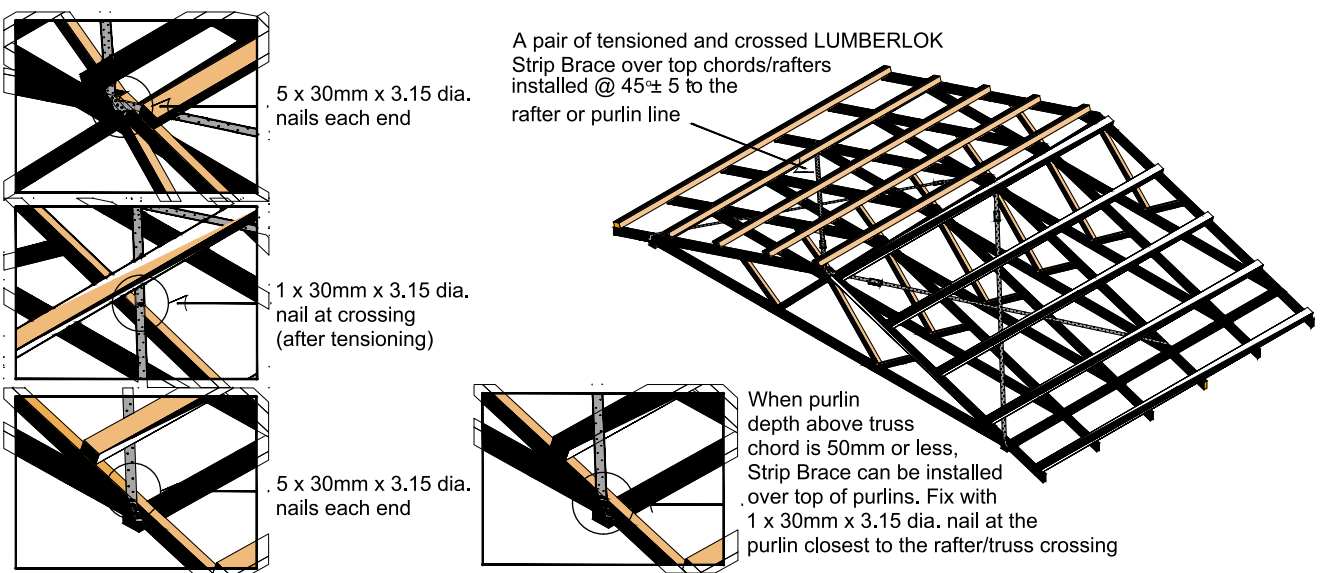 5 x 30mm x 3.15 dia.
nails each end
1 x 30mm x 3.15 dia.
nail at crossing
(after tensioning)
5 x 30mm x 3.15 dia.
nails each end
A pair of tensioned and crossed LUMBERLOK
Strip Brace over top chords/rafters
installed @ 45°± 5 to the
rafter or purlin line
When purlin
depth above truss
chord is 50mm or less,
Strip Brace can be installed
over top of purlins. Fix with
1 x 30mm x 3.15 dia. nail at the
purlin closest to the rafter/truss crossing